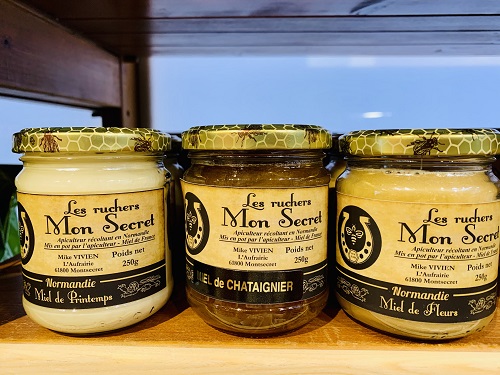 Les ruchers
Mon Secret
Apiculteur récoltant en Normandie
Mis en pot par l'apiculteur - Miel de France
Mike VIVIEN
L'Aufrairie
61800 Montsecret
Poids net
250g
Normandie
Miel de Printemps
Les ruchers
Mon Secret
Apiculteur récoltant en Normandie
Mis en pot par l'apiculteur - Miel de France
Mike VIVIEN
L'Aufrairie
61800 Montsecret
Poids net
250g
MIEL de CHATAIGNIER
Les ruchers
Mon Secret
Apiculteur récoltant en Normandie
Mis en pot par l'apiculteur - Miel de France
Mike VIVIEN
L'Aufrairie
61800 Montsecret
Poids net
250g
Normandie
Miel de Fleurs